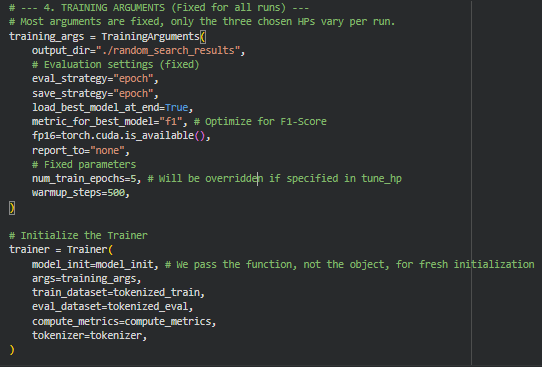 # --- 4. TRAINING ARGUMENTS (Fixed for all runs) ---
# Most arguments are fixed, only the three chosen HPs vary per run.
training_args = TrainingArguments(
    output_dir="./random_search_results",
    # Evaluation settings (fixed)
    eval_strategy="epoch",
    save_strategy="epoch",
    load_best_model_at_end=True,
    metric_for_best_model="f1", # Optimize for F1-Score
    fp16=torch.cuda.is_available(),
    report_to="none",
    # Fixed parameters
    num_train_epochs=5, # Will be overridden if specified in tune_hp
    warmup_steps=500,
)
# Initialize the Trainer
trainer = Trainer(
    model_init=model_init, # We pass the function, not the object, for fresh initialization
    args=training_args,
    train_dataset=tokenized_train,
    eval_dataset=tokenized_eval,
    compute_metrics=compute_metrics,
    tokenizer=tokenizer,
)